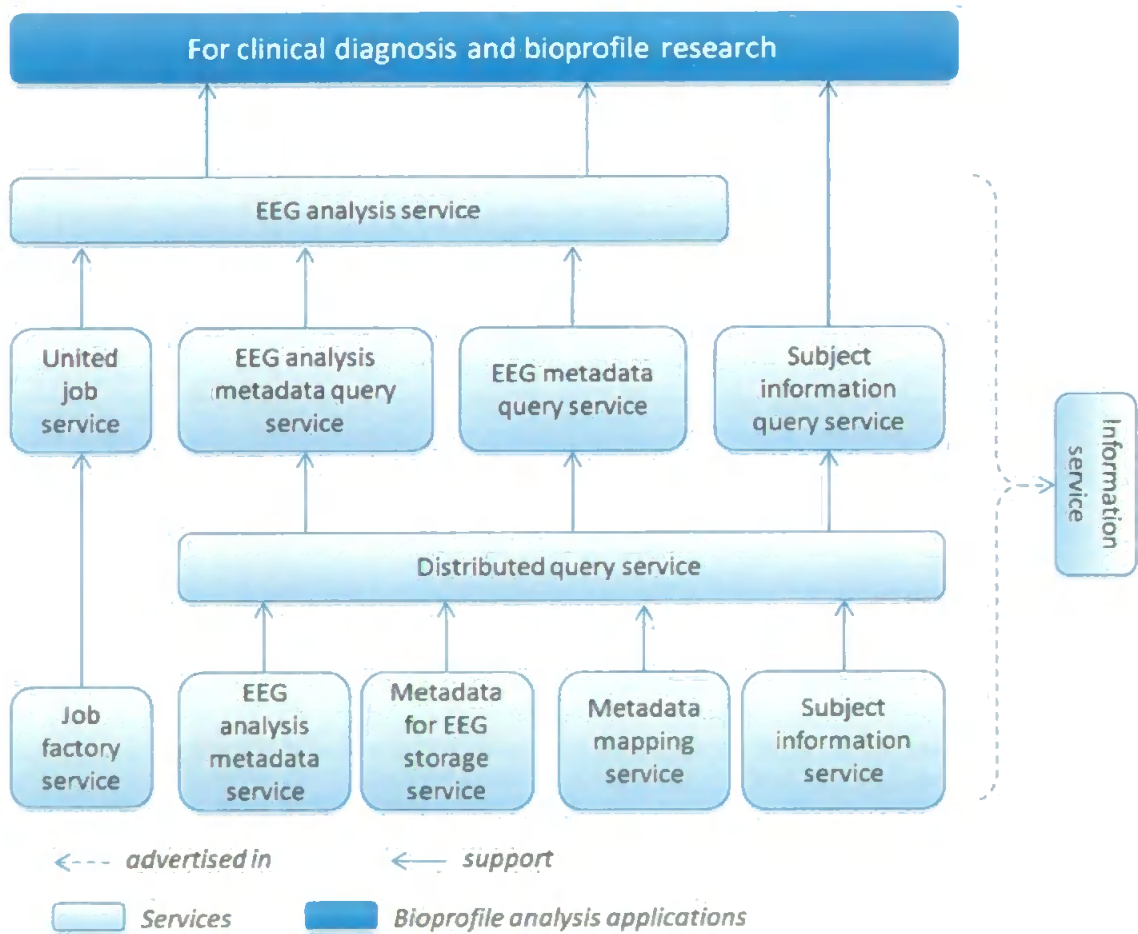 For clinical diagnosis and bioprofile research
EEG analysis service
United
job
service
EEG analysis
metadata query
service
EEG metadata
query service
Subject
information
query service
Information
service
Distributed query service
Job
factory
service
EEG
analysis
metadata
service
Metadata
for EEG
storage
service
Metadata
mapping
service
Subject
information
service
advertised in
support
Services
Bioprofile analysis applications